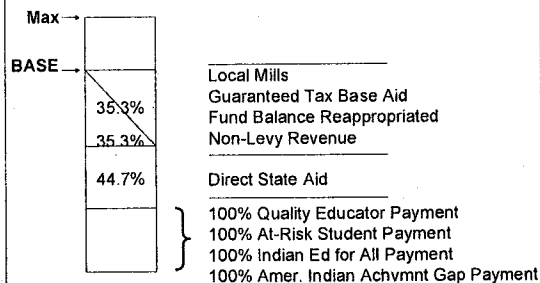 Max
BASE
Local Mills
Guaranteed Tax Base Aid
35.3%
Fund Balance Reappropriated
35.3%
Non-Levy Revenue
44.7%
Direct State Aid
100% Quality Educator Payment
100% At-Risk Student Payment
100% Indian Ed for All Payment
100% Amer. Indian Achvmnt Gap Payment